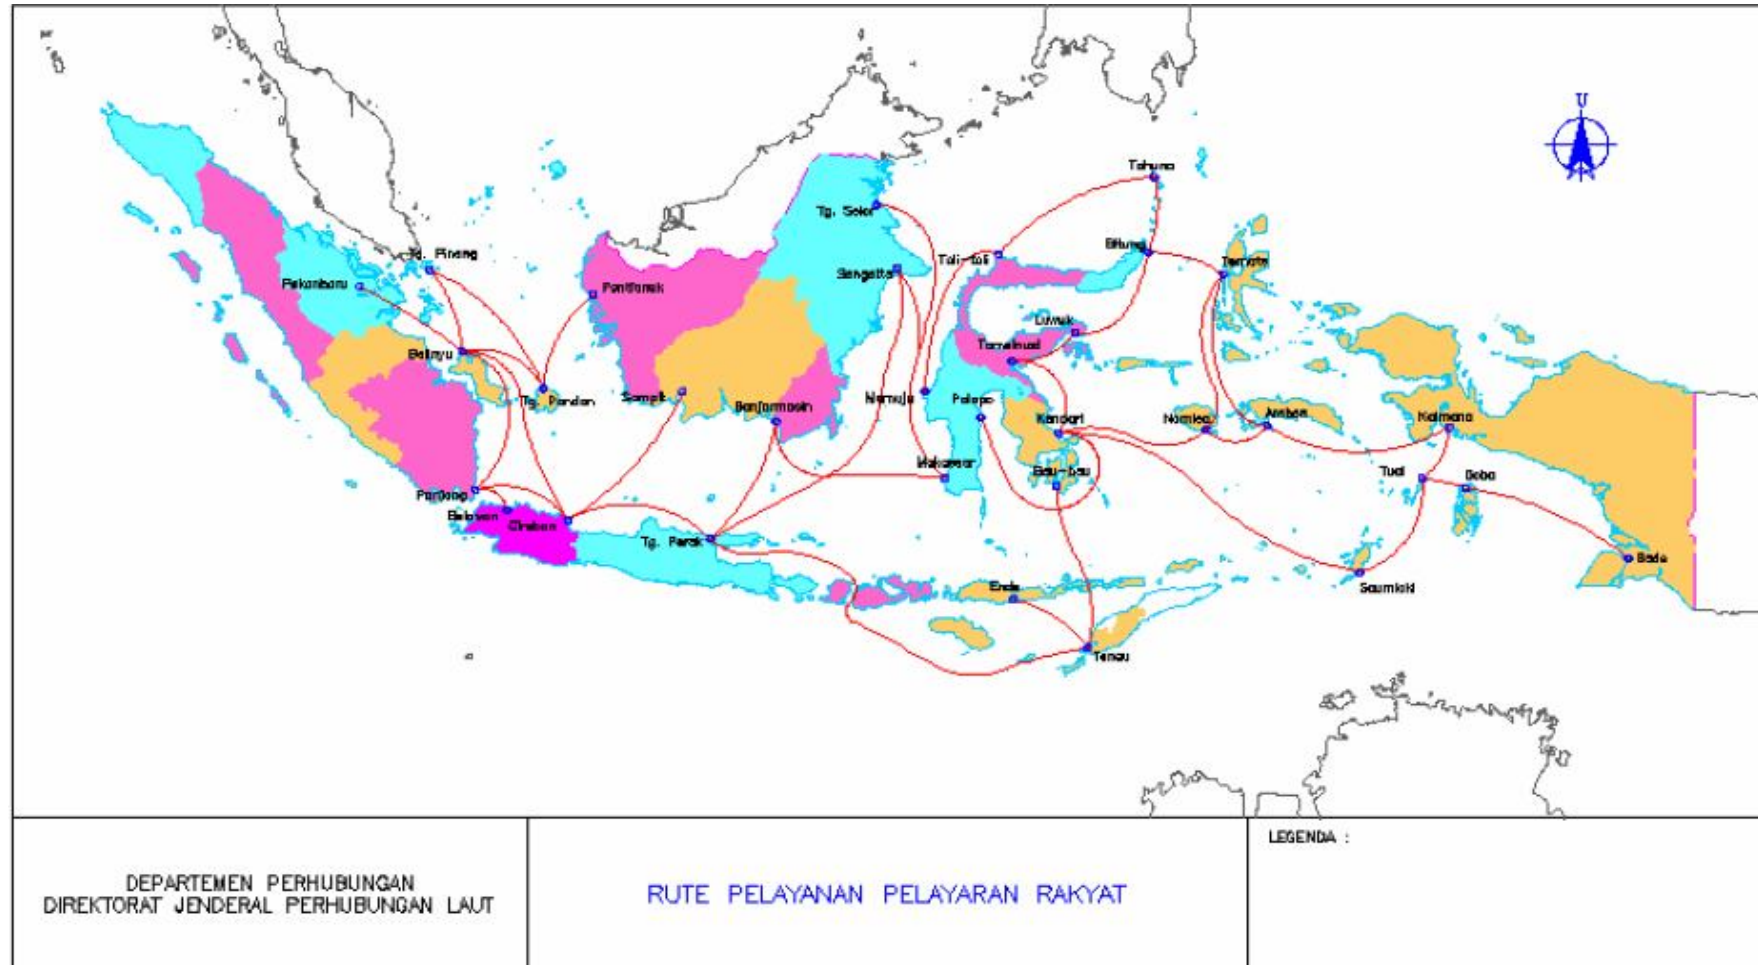 U
Tahuna
Tg. Selor
Bitung
Tg. Pinang
Toli-toli
Ternate
Sangatta
Pekanbaru
Pontianak
Luwuk
Belinyu
Tg. Pandan
Sampit
Banjarmasin
Mamuju
Palopo
Kendari
Namlea
Ambon
Kaimana
Makassar
Bau-bau
Tual
Dobo
Panjang
Cirebon
Tg. Perak
Bade
Ende
Saumlaki
Tenau
LEGENDA :
DEPARTEMEN PERHUBUNGAN
DIREKTORAT JENDERAL PERHUBUNGAN LAUT
RUTE PELAYANAN PELAYARAN RAKYAT